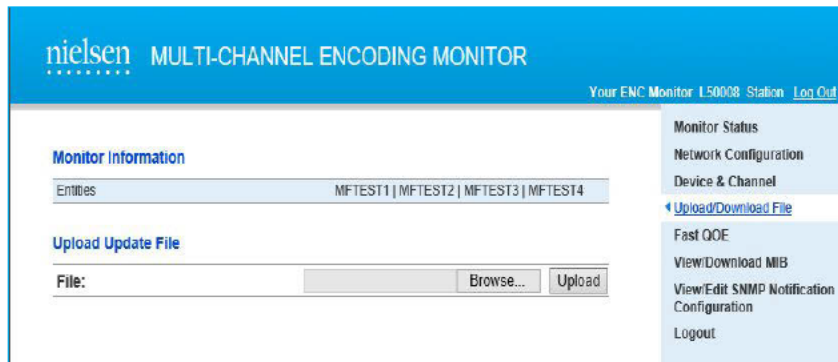 nielsen MULTI-CHANNEL ENCODING MONITOR
Your ENC Monitor L50008 Station Log Out
Monitor Information
Entities MFTEST1 | MFTEST2 | MFTEST3 | MFTEST4
Upload Update File
File: Browse... Upload
Monitor Status
Network Configuration
Device & Channel
Upload/Download File
Fast QOE
View/Download MIB
View/Edit SNMP Notification
Configuration
Logout